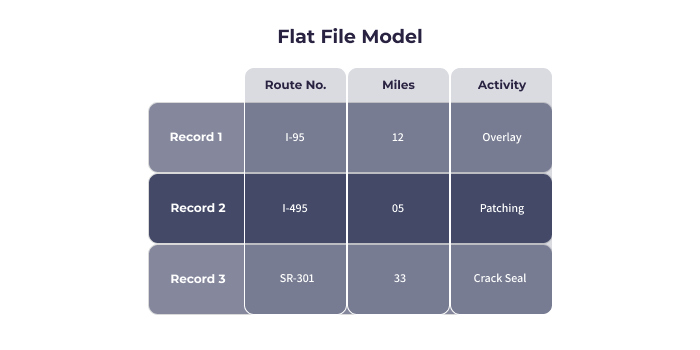 Flat File Model
Route No. Miles Activity
Record 1 I-95 12 Overlay
Record 2 I-495 05 Patching
Record 3 SR-301 33 Crack Seal